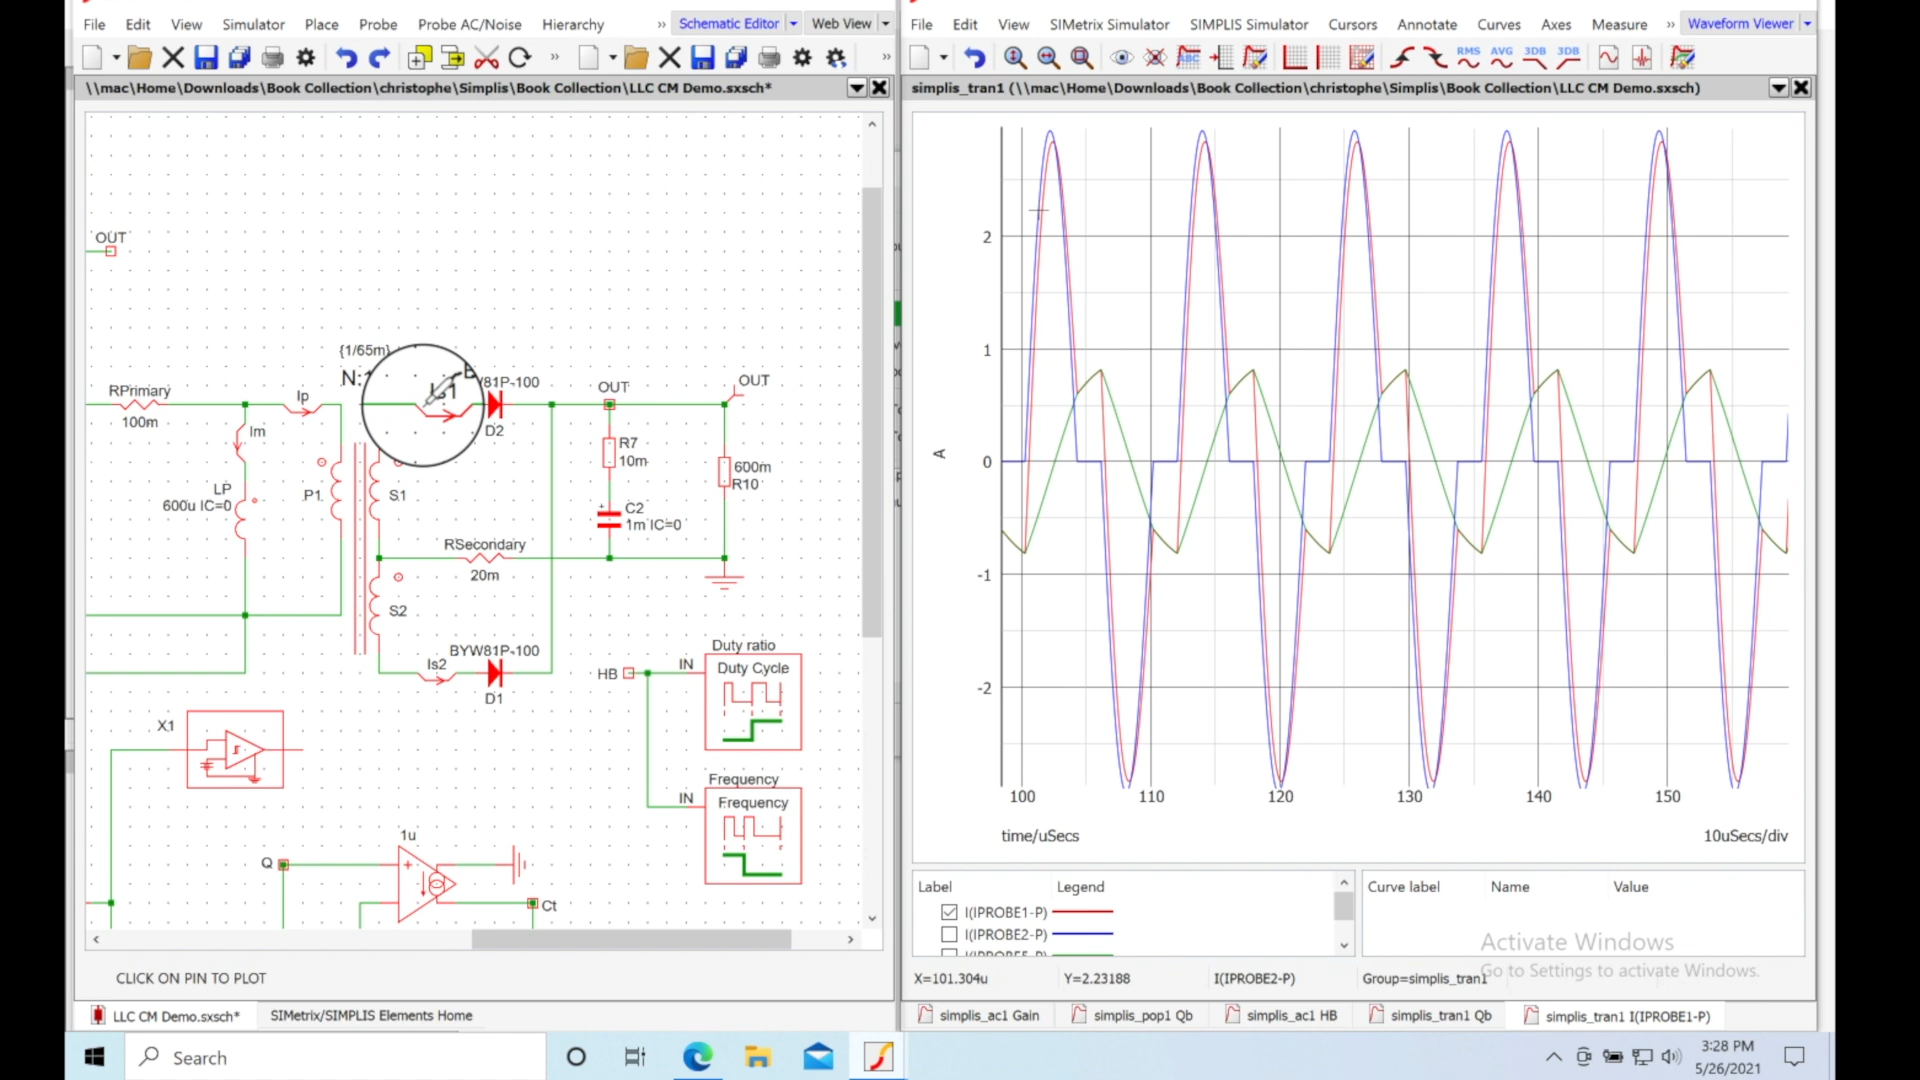 File Edit View Simulator Place Probe Probe AC/Noise Hierarchy » Schematic Editor Web View
\\mac\Home\Downloads\Book Collection\christophe\Simplis\Book Collection\LLC CM Demo.sxsch*
OUT
{1/65m}
N:1
RPrimary
100m
Ip
Im
LP
600u IC=0
P1
S1
S2
D2
OUT
OUT
R7
10m
600m
R10
C2
1m IC=0
RSecondary
20m
BYW81P-100
Is2
D1
HB
IN
Duty ratio
Duty Cycle
Frequency
IN
Frequency
X1
1u
Q
Ct
CLICK ON PIN TO PLOT
LLC CM Demo.sxsch* SIMetrix/SIMPLIS Elements Home
File Edit View SIMetrix Simulator SIMPLIS Simulator Cursors Annotate Curves Axes Measure » Waveform Viewer
ABC RMS AVG 3DB 3DB
simplis_tran1 (\\mac\Home\Downloads\Book Collection\christophe\Simplis\Book Collection\LLC CM Demo.sxsch)
2
1
A
0
-1
-2
100 110 120 130 140 150
time/uSecs 10uSecs/div
Label Legend
I(IPROBE1-P)
I(IPROBE2-P)
Curve label Name Value
Activate Windows
Go to Settings to activate Windows.
X=101.304u Y=2.23188 I(IPROBE2-P) Group=simplis_tran1
simplis_ac1 Gain simplis_pop1 Qb simplis_ac1 HB simplis_tran1 Qb simplis_tran1 I(IPROBE1-P)
Search
3:28 PM
5/26/2021